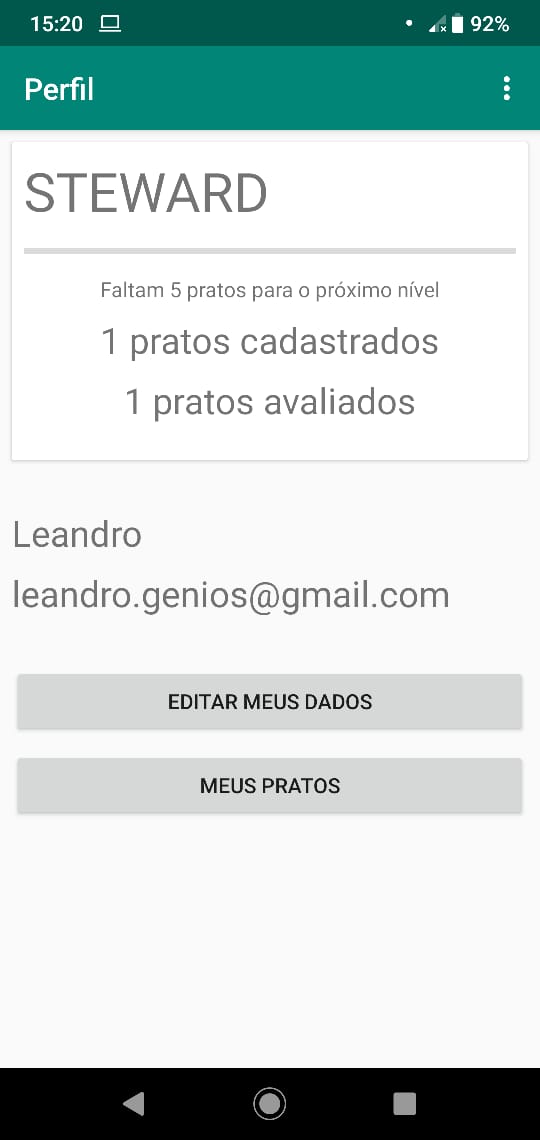 15:20
92%
Perfil
STEWARD
Faltam 5 pratos para o próximo nível
1 pratos cadastrados
1 pratos avaliados
Leandro
leandro.genios@gmail.com
EDITAR MEUS DADOS
MEUS PRATOS